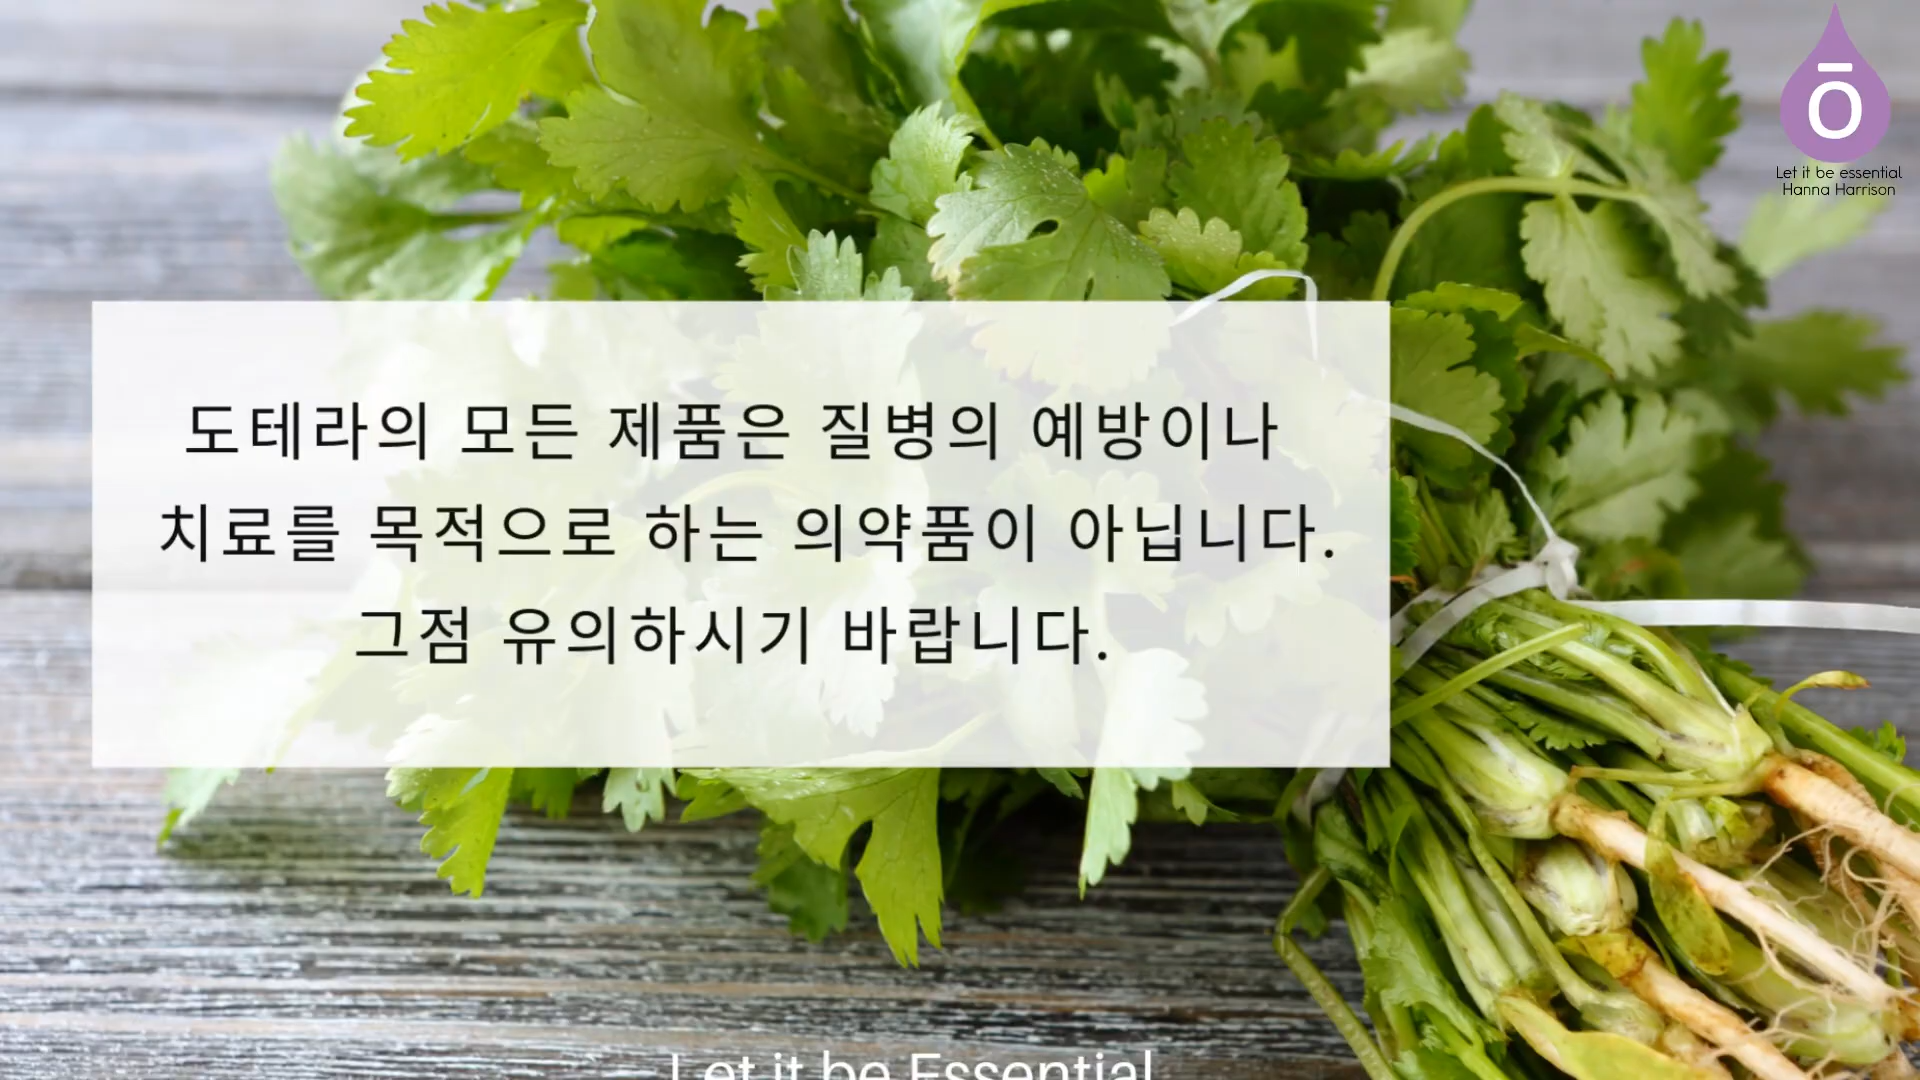 ō
Let it be essential
Hanna Harrison
도테라의 모든 제품은 질병의 예방이나
치료를 목적으로 하는 의약품이 아닙니다.
그점 유의하시기 바랍니다.
Let it be Essential